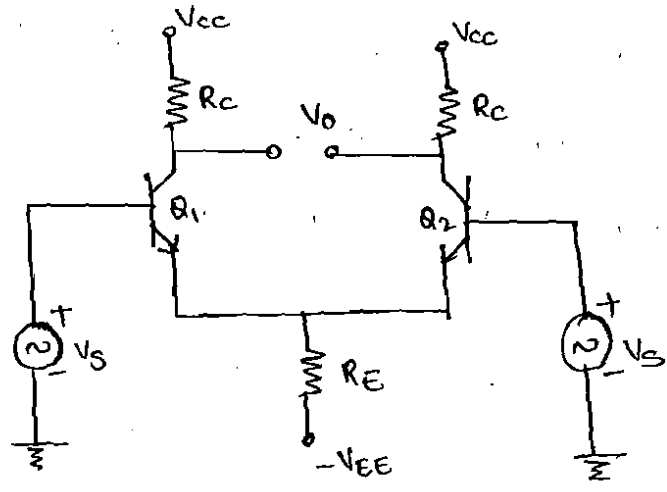 Vcc
Vcc
Rc
Vo
Rc
Q1
Q2
+
Vs
-
+
Vs
-
RE
-VEE